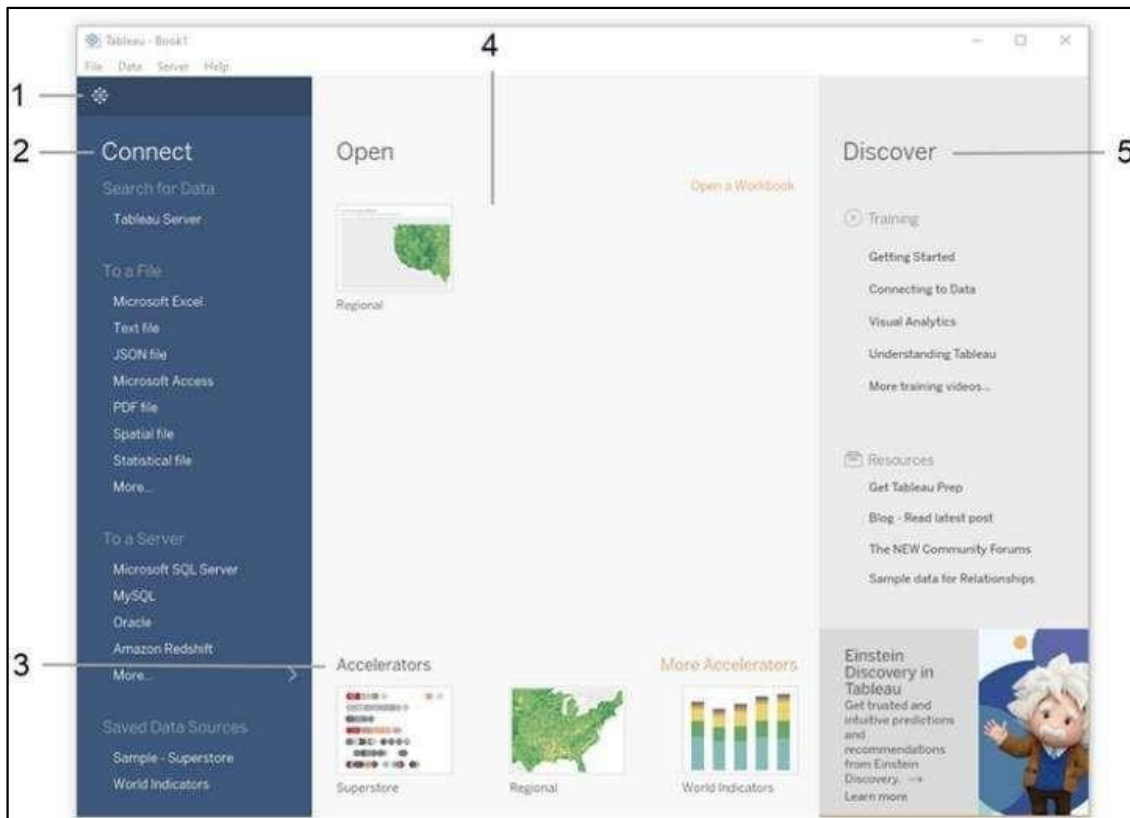 Tableau - Book1
File Data Server Help
1
2
3
4
5
Connect
Search for Data
Tableau Server
To a File
Microsoft Excel
Text file
JSON file
Microsoft Access
PDF file
Spatial file
Statistical file
More...
To a Server
Microsoft SQL Server
MySQL
Oracle
Amazon Redshift
More...
Saved Data Sources
Sample - Superstore
World Indicators
Open
Open a Workbook
Regional
Accelerators
More Accelerators
Superstore
Regional
World Indicators
Discover
Training
Getting Started
Connecting to Data
Visual Analytics
Understanding Tableau
More training videos...
Resources
Get Tableau Prep
Blog - Read latest post
The NEW Community Forums
Sample data for Relationships
Einstein
Discovery in
Tableau
Get trusted and
intuitive predictions
and
recommendations
from Einstein
Discovery. →
Learn more